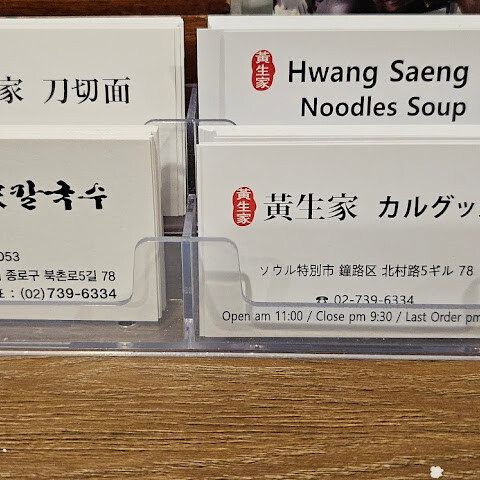 家 刀切面
黃生家
Hwang Saeng
Noodles Soup
칼국수
053
종로구 북촌로5길 78
: (02)739-6334
黃生家
黃生家 カルグッ
ソウル特別市 鐘路区 北村路5ギル 78
☎ 02-739-6334
Open am 11:00 / Close pm 9:30 / Last Order pm